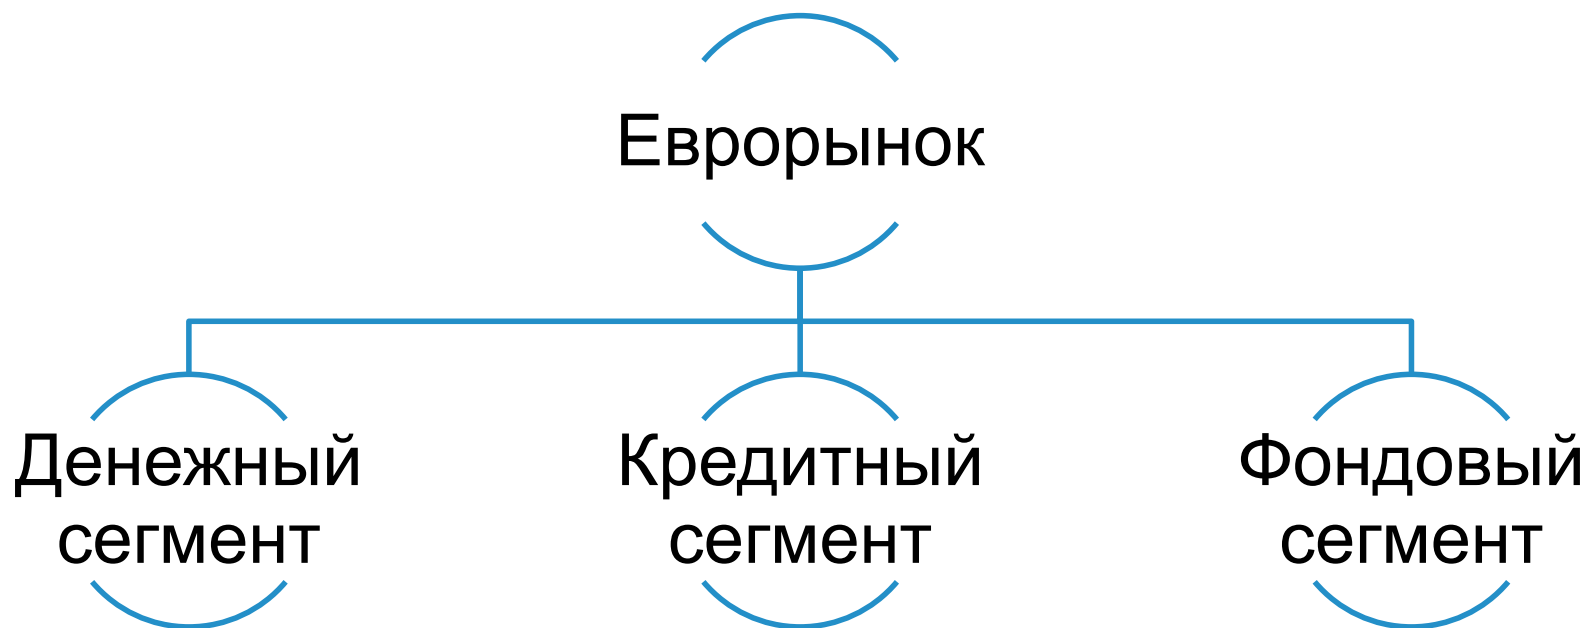 Еврорынок
Денежный
сегмент
Кредитный
сегмент
Фондовый
сегмент